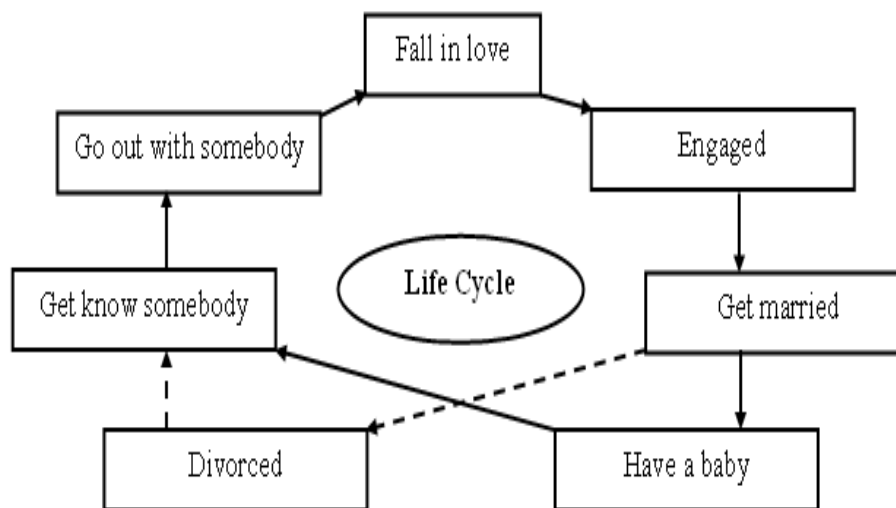 Fall in love
Go out with somebody
Engaged
Life Cycle
Get know somebody
Get married
Divorced
Have a baby